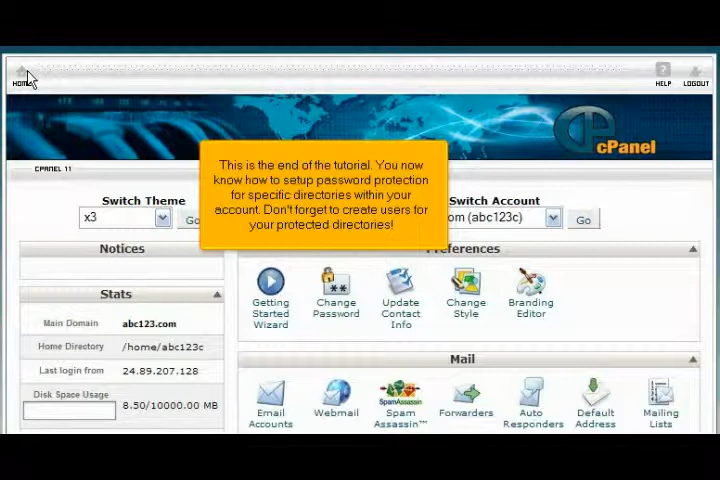 HOME
HELP
LOGOUT
cPanel
CPANEL 11
This is the end of the tutorial. You now
know how to setup password protection
for specific directories within your
account. Don't forget to create users for
your protected directories!
Switch Theme
x3
Go
Switch Account
om (abc123c)
Go
Notices
Stats
Main Domain abc123.com
Home Directory /home/abc123c
Last login from 24.89.207.128
Disk Space Usage
8.50/10000.00 MB
Preferences
Getting
Started
Wizard
Change
Password
Update
Contact
Info
Change
Style
Branding
Editor
Mail
Email
Accounts
Webmail
SpamAssassin
Spam
Assassin™
Forwarders
Auto
Responders
Default
Address
Mailing
Lists